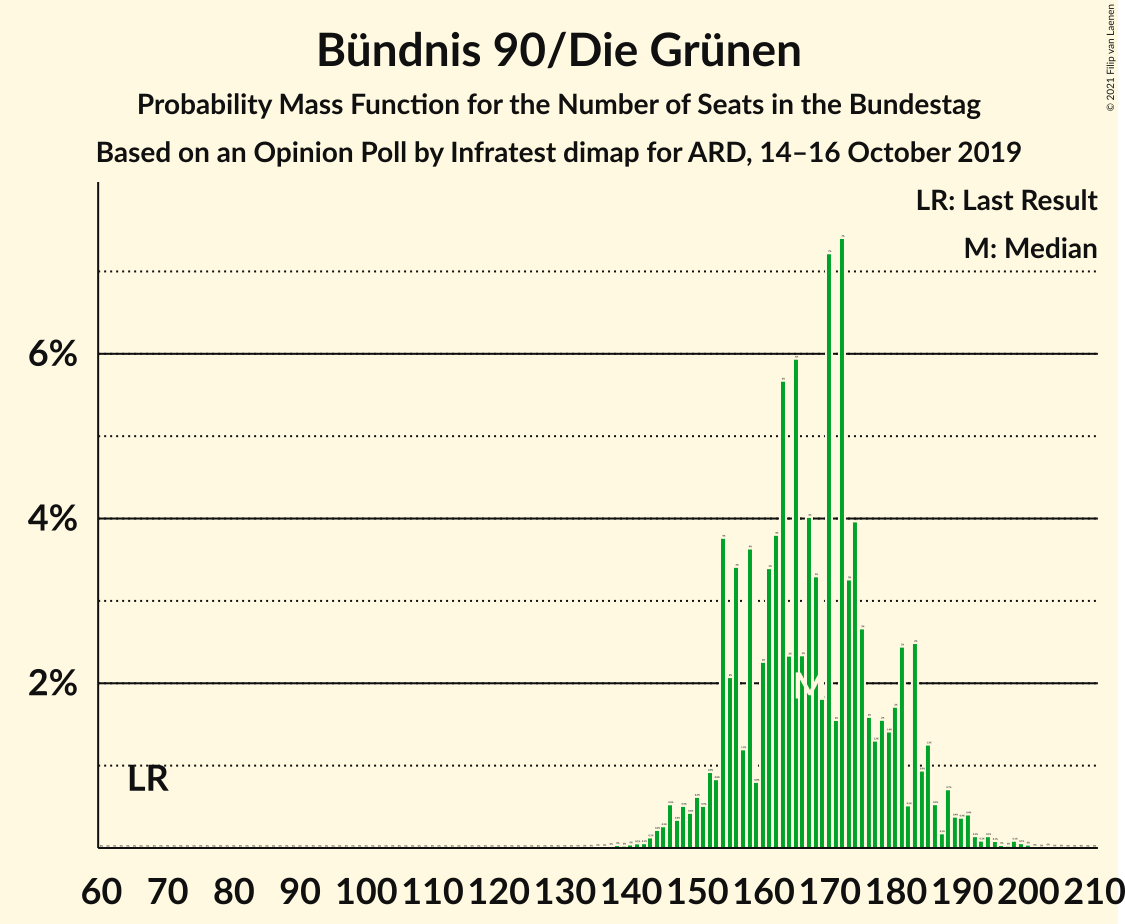 Bündnis 90/Die Grünen
Probability Mass Function for the Number of Seats in the Bundestag
Based on an Opinion Poll by Infratest dimap for ARD, 14–16 October 2019
© 2021 Filip van Laenen
LR: Last Result
M: Median
6%
4%
2%
LR
M
60 70 80 90 100 110 120 130 140 150 160 170 180 190 200 210